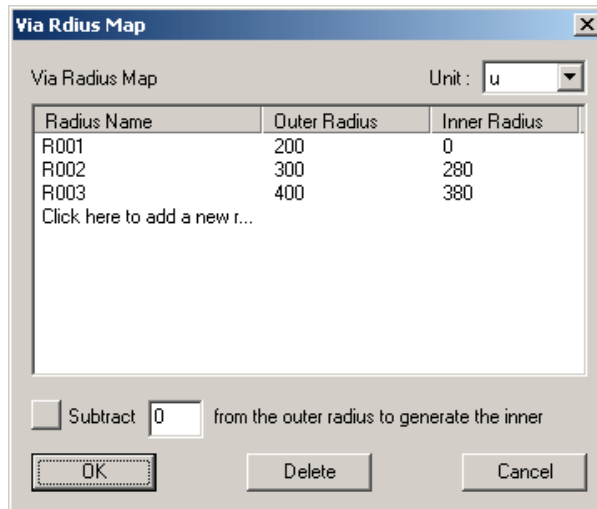 Via Rdius Map
Via Radius Map Unit : u
Radius Name Outer Radius Inner Radius
R001 200 0
R002 300 280
R003 400 380
Click here to add a new r...
Subtract 0 from the outer radius to generate the inner
OK Delete Cancel